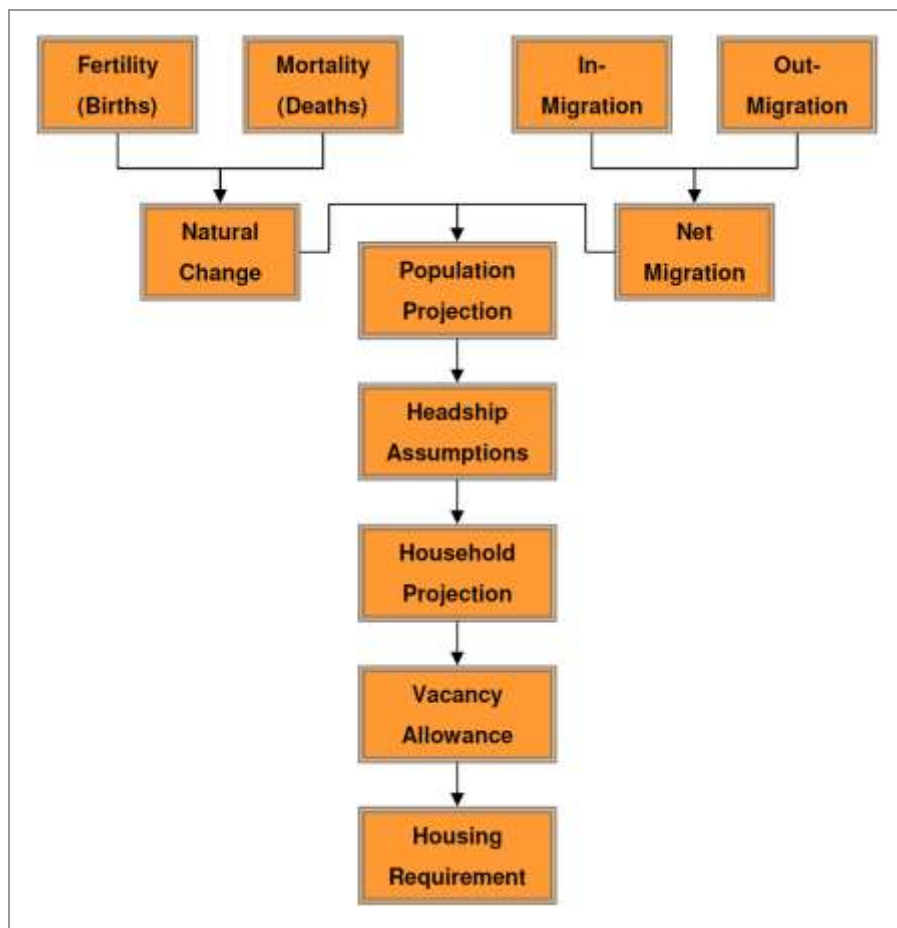 Fertility
(Births)
Mortality
(Deaths)
In-
Migration
Out-
Migration
Natural
Change
Net
Migration
Population
Projection
Headship
Assumptions
Household
Projection
Vacancy
Allowance
Housing
Requirement